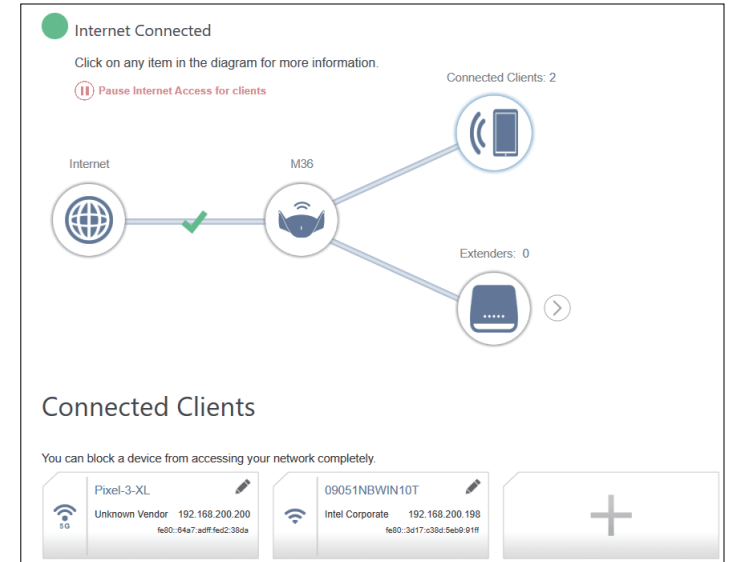 Internet Connected
Click on any item in the diagram for more information.
Pause Internet Access for clients
Connected Clients: 2
Internet
M36
Extenders: 0
Connected Clients
You can block a device from accessing your network completely.
Pixel-3-XL
Unknown Vendor 192.168.200.200
fe80::64a7:adff:fed2:38da
5G
09051NBWIN10T
Intel Corporate 192.168.200.198
fe80::3d17:c38d:5eb9:91ff